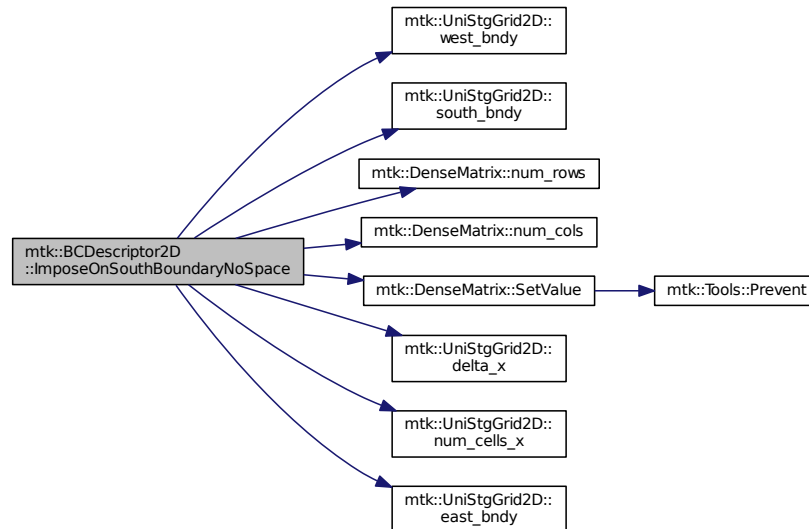 mtk::UniStgGrid2D::
west_bndy
mtk::UniStgGrid2D::
south_bndy
mtk::DenseMatrix::num_rows
mtk::DenseMatrix::num_cols
mtk::BCDescriptor2D
::ImposeOnSouthBoundaryNoSpace
mtk::DenseMatrix::SetValue
mtk::Tools::Prevent
mtk::UniStgGrid2D::
delta_x
mtk::UniStgGrid2D::
num_cells_x
mtk::UniStgGrid2D::
east_bndy